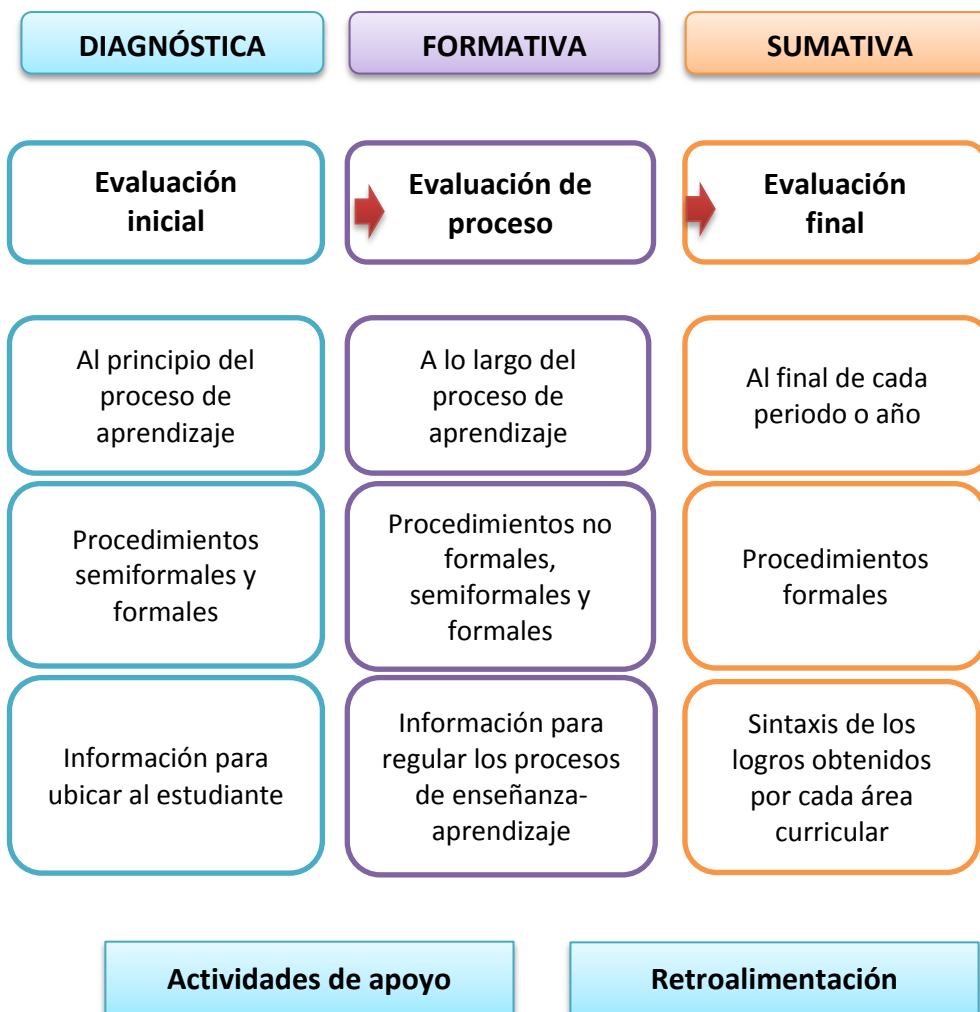 DIAGNÓSTICA
FORMATIVA
SUMATIVA
Evaluación
inicial
Evaluación de
proceso
Evaluación
final
Al principio del
proceso de
aprendizaje
A lo largo del
proceso de
aprendizaje
Al final de cada
periodo o año
Procedimientos
semiformales y
formales
Procedimientos no
formales,
semiformales y
formales
Procedimientos
formales
Información para
ubicar al estudiante
Información para
regular los procesos
de enseñanza-
aprendizaje
Sintaxis de los
logros obtenidos
por cada área
curricular
Actividades de apoyo
Retroalimentación